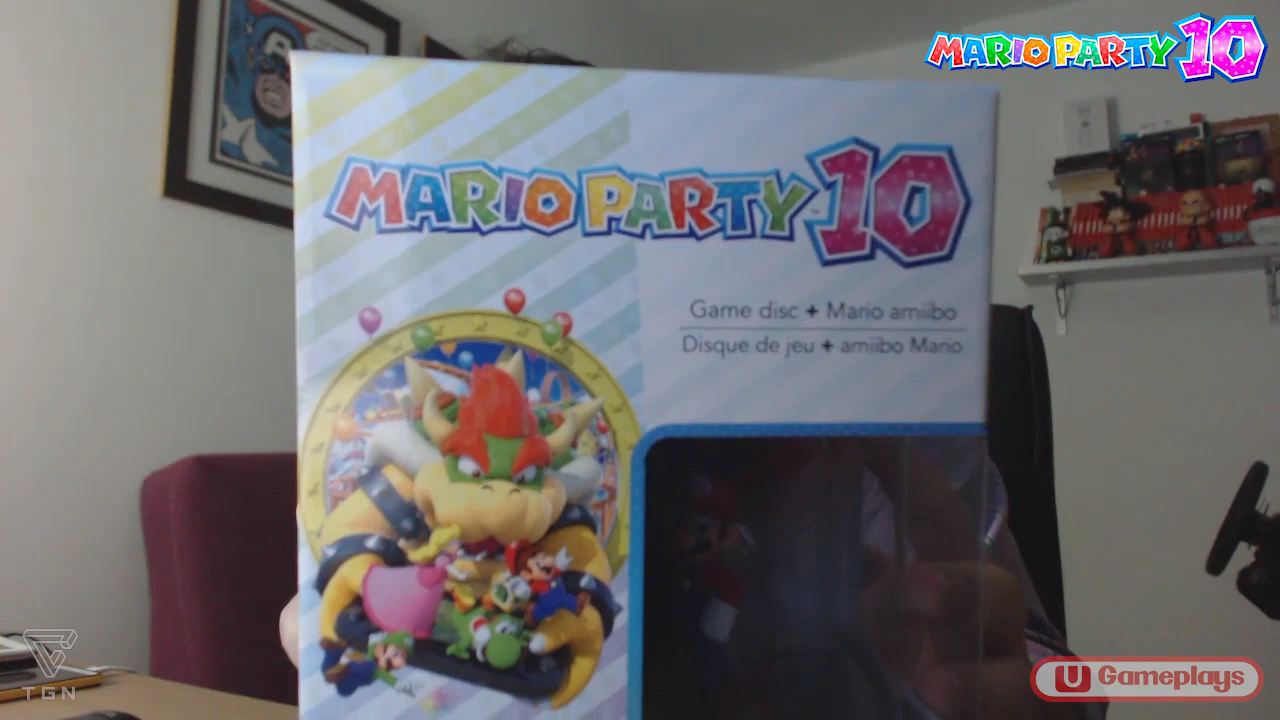 MARIO PARTY 10
MARIO PARTY 10
Game disc + Mario amiibo
Disque de jeu + amiibo Mario
TGN
U Gameplays